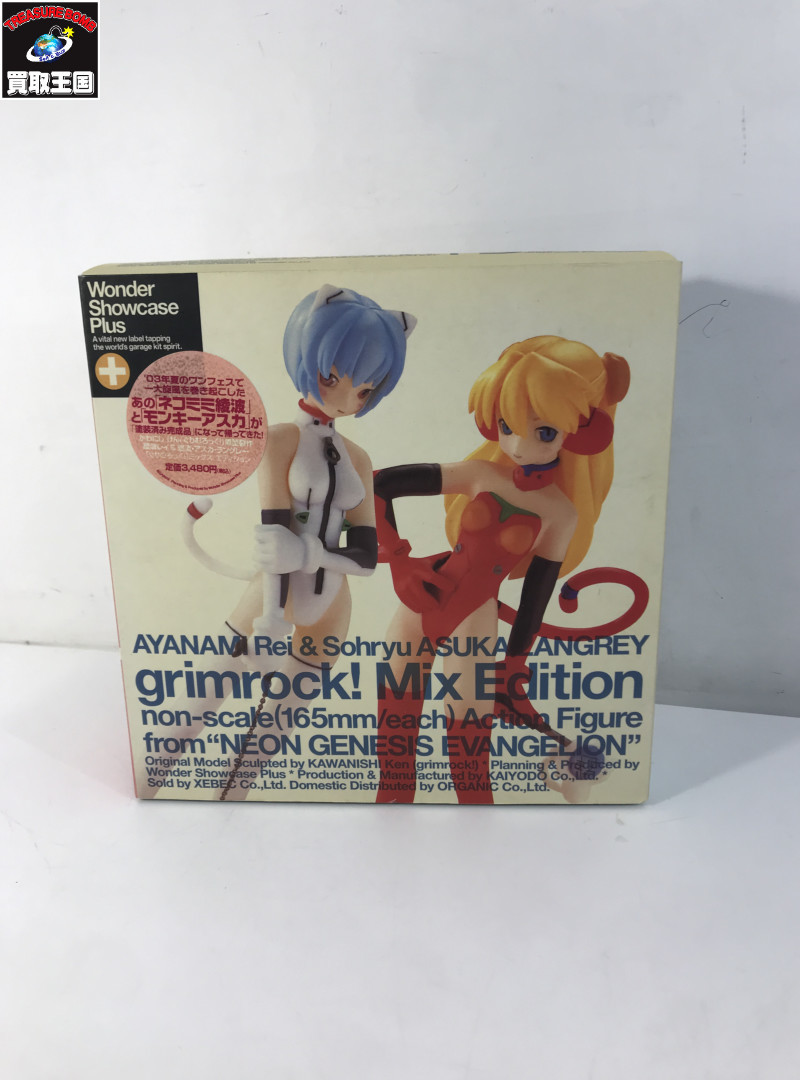 TREASURE BOMB
買取王国
Wonder
Showcase
Plus
A vital new label tapping
the world's garage kit spirit.
'03年夏のワンフェスで
一大旋風を巻き起こした
あの「ネコミミ綾波」
と「モンキーアスカ」が
「塗装済み完成品」になって帰ってきた!
定価3,480円(税込)
AYANAMI Rei & Sohryu ASUKA LANGREY
grimrock! Mix Edition
non-scale(165mm/each) Action Figure
from“NEON GENESIS EVANGELION”
Original Model Sculpted by KAWANISHI Ken (grimrock!) * Planning & Produced by
Wonder Showcase Plus * Production & Manufactured by KAIYODO Co.,Ltd. *
Sold by XEBEC Co.,Ltd. Domestic Distributed by ORGANIC Co.,Ltd.